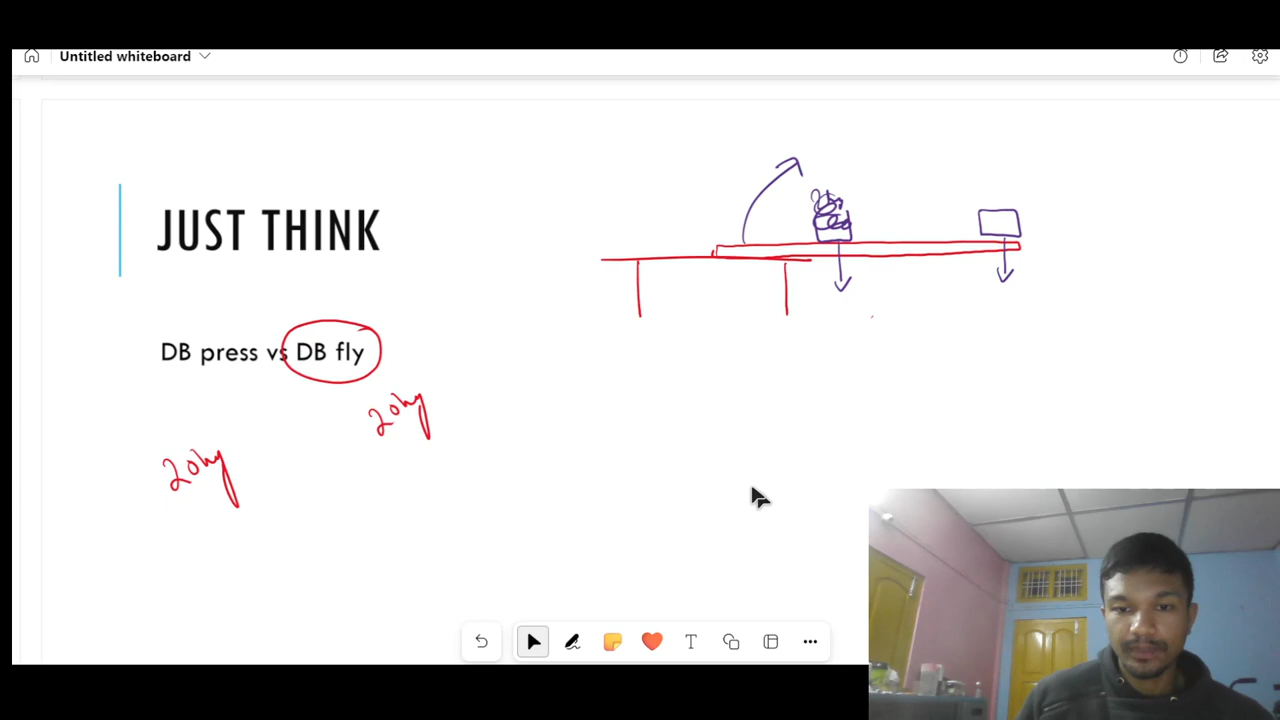 Untitled whiteboard
JUST THINK
DB press vs DB fly
20kg
20kg
T